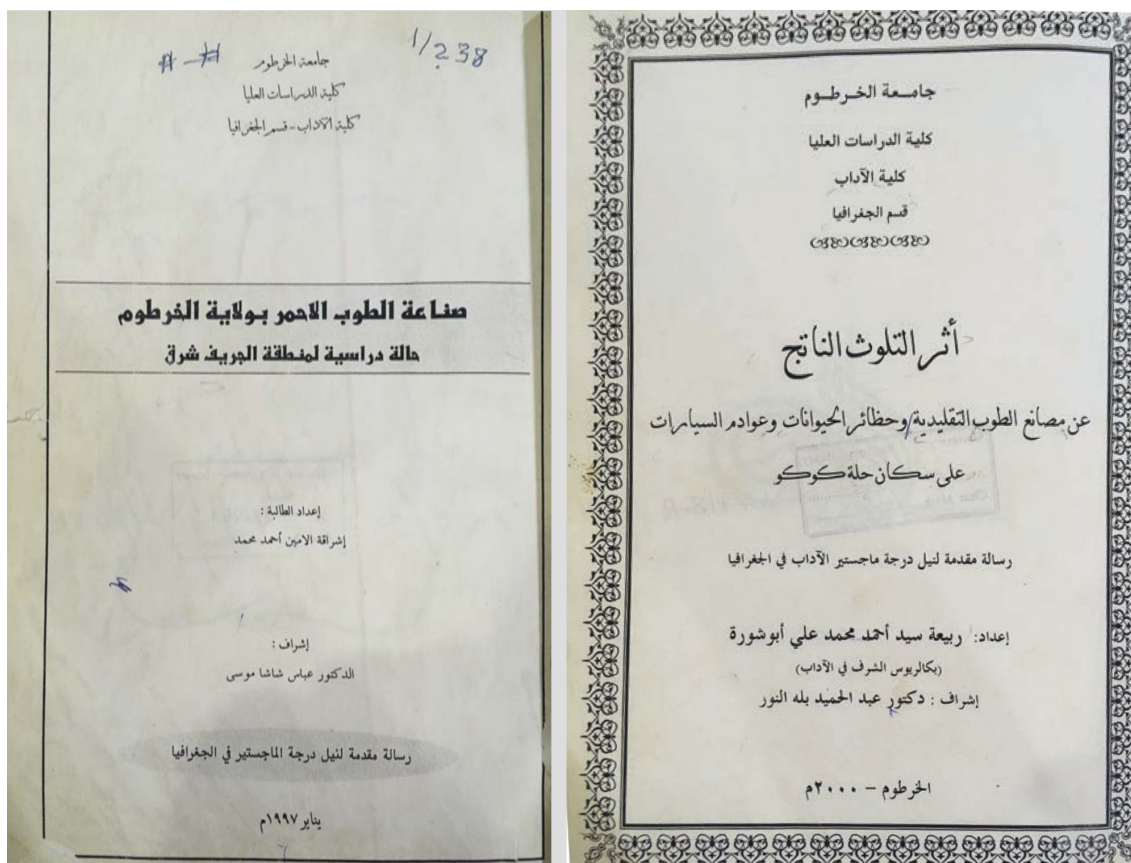 1/238
جامعة الخرطوم
كلية الدراسات العليا
كلية الآداب - قسم الجغرافيا
صناعة الطوب الاحمر بولاية الخرطوم
حالة دراسية لمنطقة الجريف شرق
إعداد الطالبة :
إشراقة الامين أحمد محمد
إشراف :
الدكتور عباس شاشا موسى
رسالة مقدمة لنيل درجة الماجستير في الجغرافيا
يناير ١٩٩٧م
جامعة الخرطوم
كلية الدراسات العليا
كلية الآداب
قسم الجغرافيا
أثر التلوث الناتج
عن مصانع الطوب التقليدية وحظائر الحيوانات وعوادم السيارات
على سكان حلة كوكو
رسالة مقدمة لنيل درجة ماجستير الآداب في الجغرافيا
إعداد: ربيعة سيد أحمد محمد علي أبوشورة
(بكالريوس الشرف في الآداب)
إشراف : دكتور عبد الحميد بله النور
الخرطوم – ٢٠٠٠م